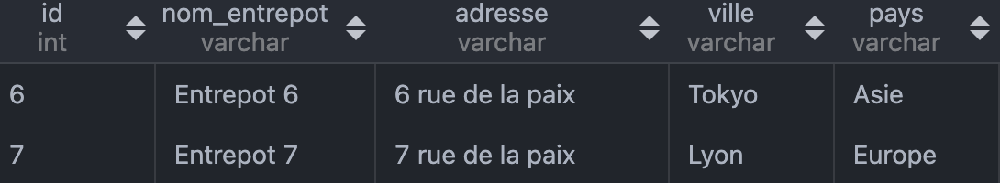 id nom_entrepot adresse ville pays
int varchar varchar varchar varchar
6 Entrepot 6 6 rue de la paix Tokyo Asie
7 Entrepot 7 7 rue de la paix Lyon Europe